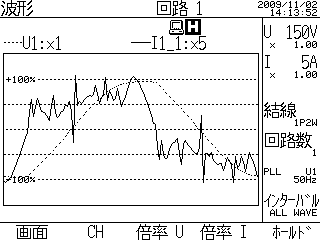 波形 回路 1 2009/11/02
14:13:52
H
U1:x1 I1_1:x5
U 150V
x 1.00
I 5A
x 1.00
+100%
結線
1P2W
回路数
1
PLL U1
50Hz
-100%
インターバル
ALL WAVE
画面 CH 倍率 U 倍率 I ホールド